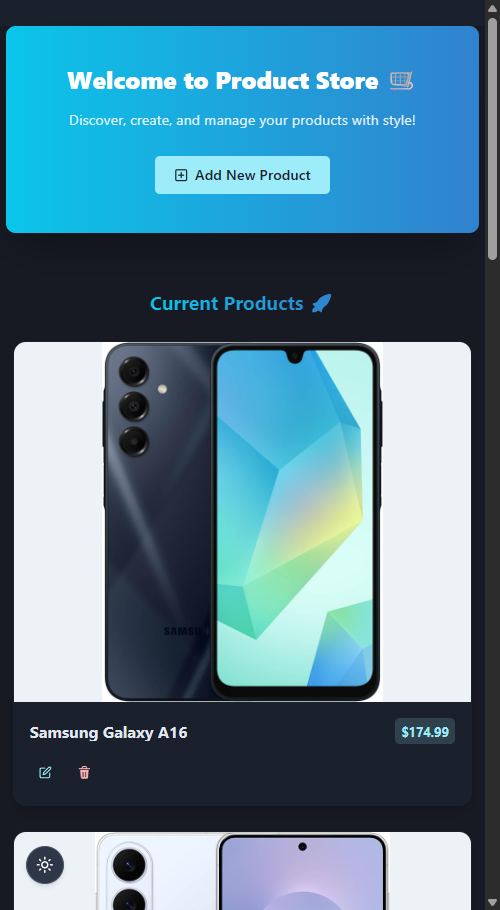 Welcome to Product Store 🛒
Discover, create, and manage your products with style!
Add New Product
Current Products 🚀
SAMSUNG
Samsung Galaxy A16
$174.99